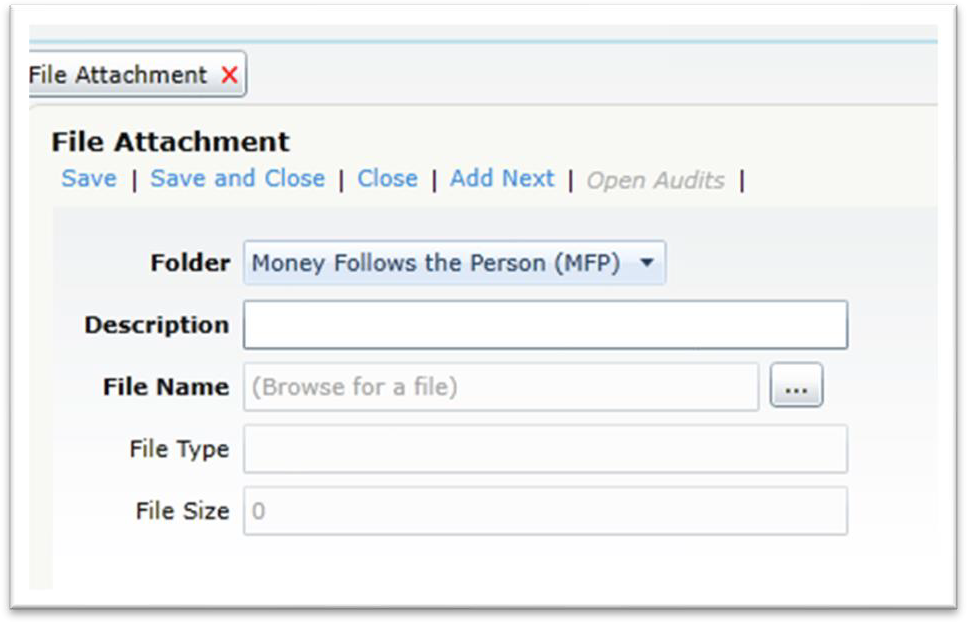 File Attachment X
File Attachment
Save | Save and Close | Close | Add Next | Open Audits |
Folder Money Follows the Person (MFP)
Description
File Name (Browse for a file) ...
File Type
File Size 0